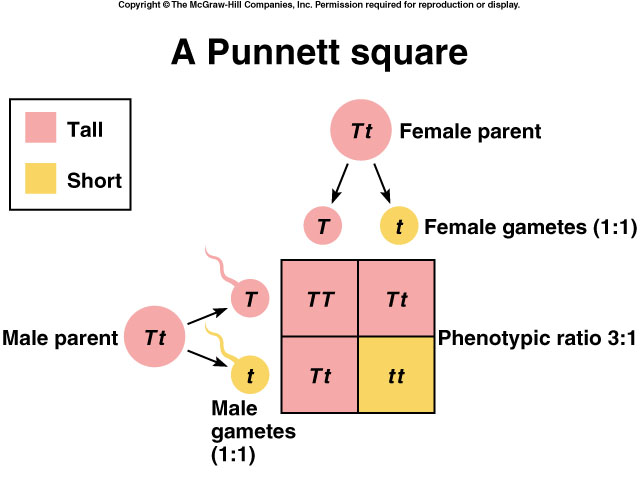 Copyright © The McGraw-Hill Companies, Inc. Permission required for reproduction or display.
A Punnett square
Tall
Short
Tt
Female parent
T
t
Female gametes (1:1)
T
TT
Tt
Male parent
Tt
Phenotypic ratio 3:1
t
Tt
tt
Male
gametes
(1:1)